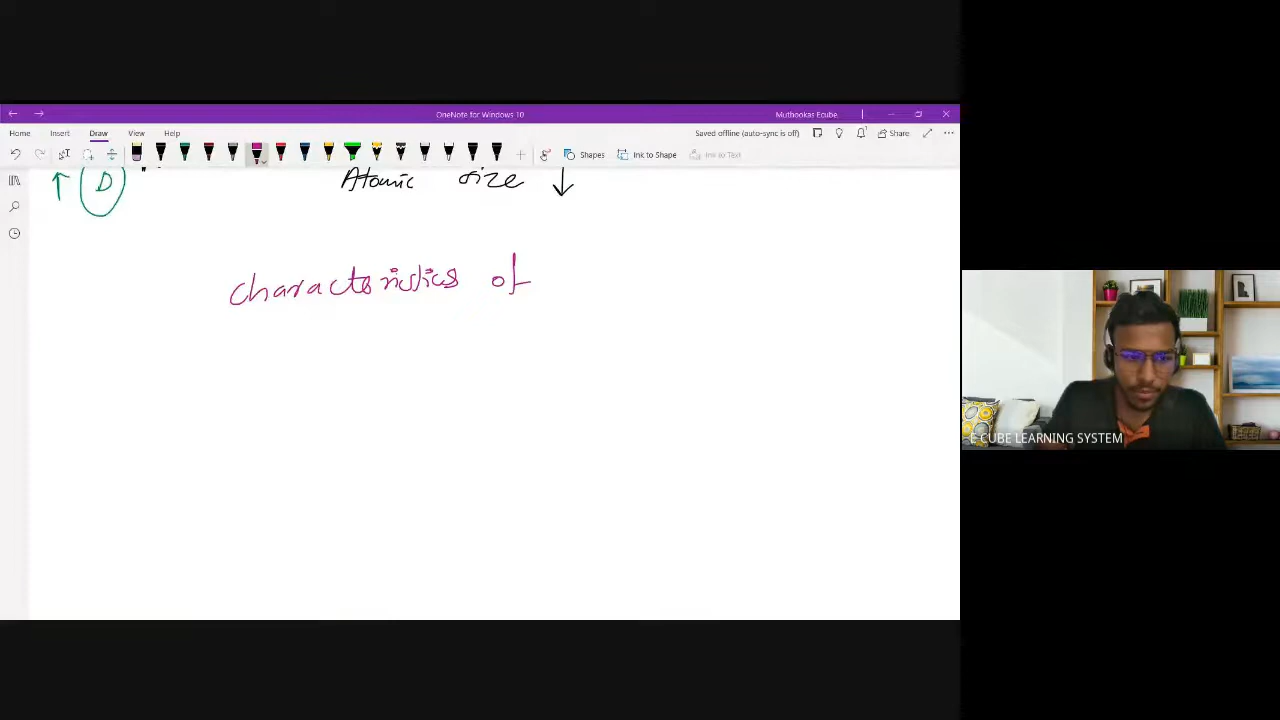 OneNote for Windows 10
Muthookas Ecube
Home Insert Draw View Help
Saved offline (auto-sync is off)
Share
Shapes
Ink to Shape
Ink to Text
↑ D
Atomic size ↓
characteristics of
E CUBE LEARNING SYSTEM